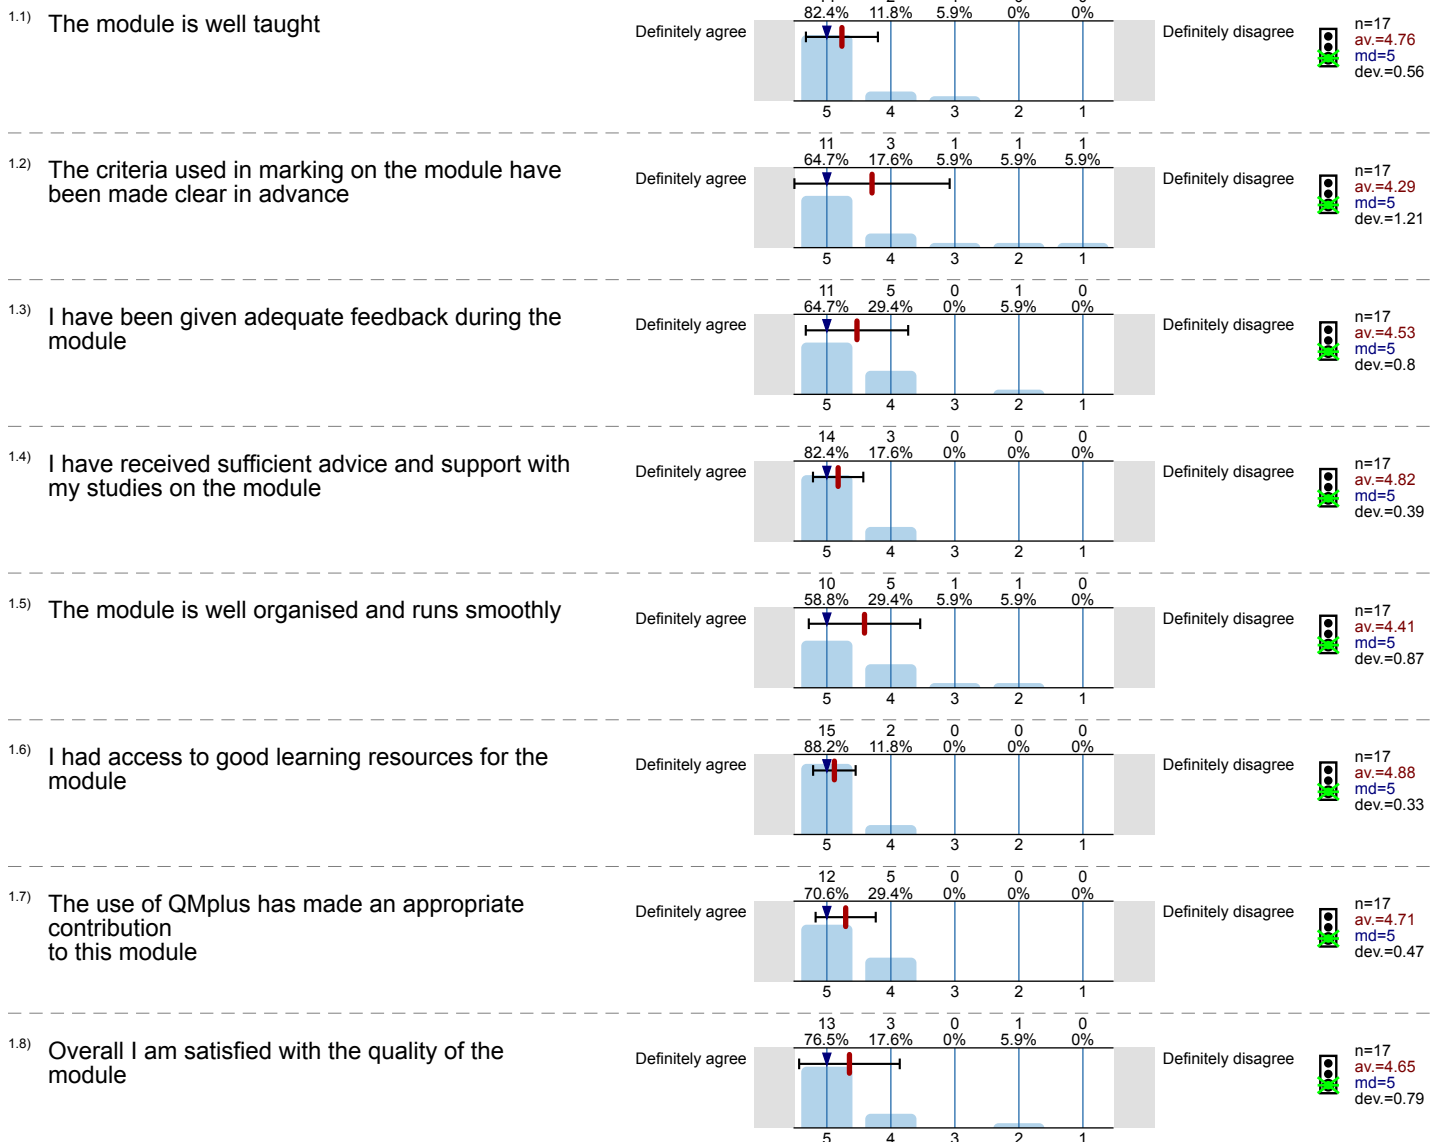 82.4% 11.8% 5.9% 0% 0%
1.1) The module is well taught Definitely agree Definitely disagree
n=17
av.=4.76
md=5
dev.=0.56
5 4 3 2 1
11 3 1 1 1
64.7% 17.6% 5.9% 5.9% 5.9%
1.2) The criteria used in marking on the module have
been made clear in advance
Definitely agree Definitely disagree
n=17
av.=4.29
md=5
dev.=1.21
5 4 3 2 1
11 5 0 1 0
64.7% 29.4% 0% 5.9% 0%
1.3) I have been given adequate feedback during the
module
Definitely agree Definitely disagree
n=17
av.=4.53
md=5
dev.=0.8
5 4 3 2 1
14 3 0 0 0
82.4% 17.6% 0% 0% 0%
1.4) I have received sufficient advice and support with
my studies on the module
Definitely agree Definitely disagree
n=17
av.=4.82
md=5
dev.=0.39
5 4 3 2 1
10 5 1 1 0
58.8% 29.4% 5.9% 5.9% 0%
1.5) The module is well organised and runs smoothly Definitely agree Definitely disagree
n=17
av.=4.41
md=5
dev.=0.87
5 4 3 2 1
15 2 0 0 0
88.2% 11.8% 0% 0% 0%
1.6) I had access to good learning resources for the
module
Definitely agree Definitely disagree
n=17
av.=4.88
md=5
dev.=0.33
5 4 3 2 1
12 5 0 0 0
70.6% 29.4% 0% 0% 0%
1.7) The use of QMplus has made an appropriate
contribution
to this module
Definitely agree Definitely disagree
n=17
av.=4.71
md=5
dev.=0.47
5 4 3 2 1
13 3 0 1 0
76.5% 17.6% 0% 5.9% 0%
1.8) Overall I am satisfied with the quality of the
module
Definitely agree Definitely disagree
n=17
av.=4.65
md=5
dev.=0.79
5 4 3 2 1